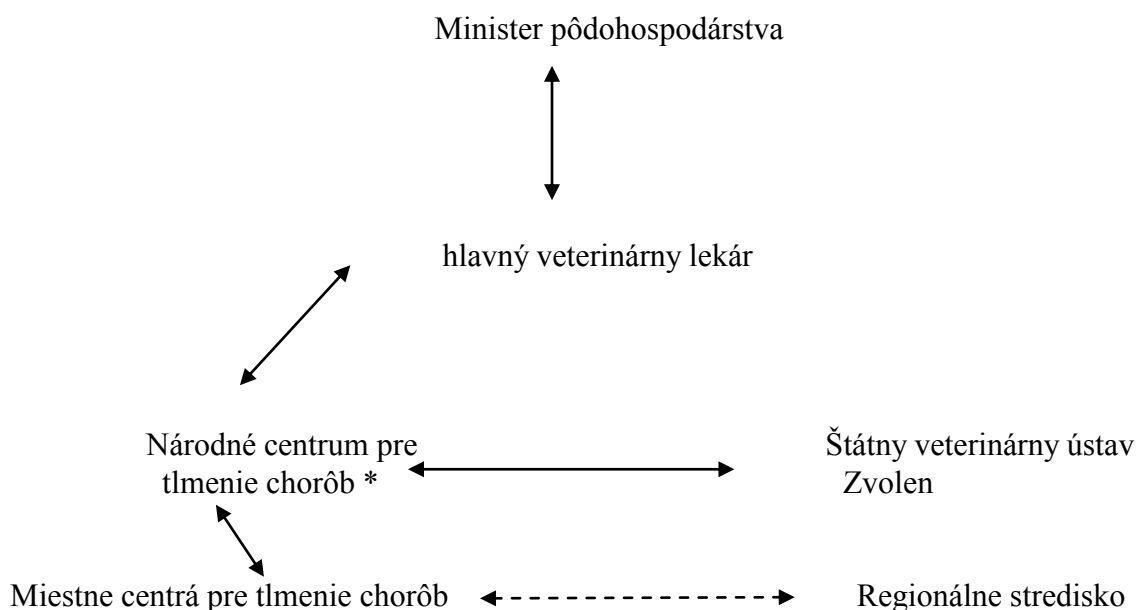 Minister pôdohospodárstva
hlavný veterinárny lekár
Národné centrum pre
tlmenie chorôb *
Štátny veterinárny ústav
Zvolen
Miestne centrá pre tlmenie chorôb
Regionálne stredisko